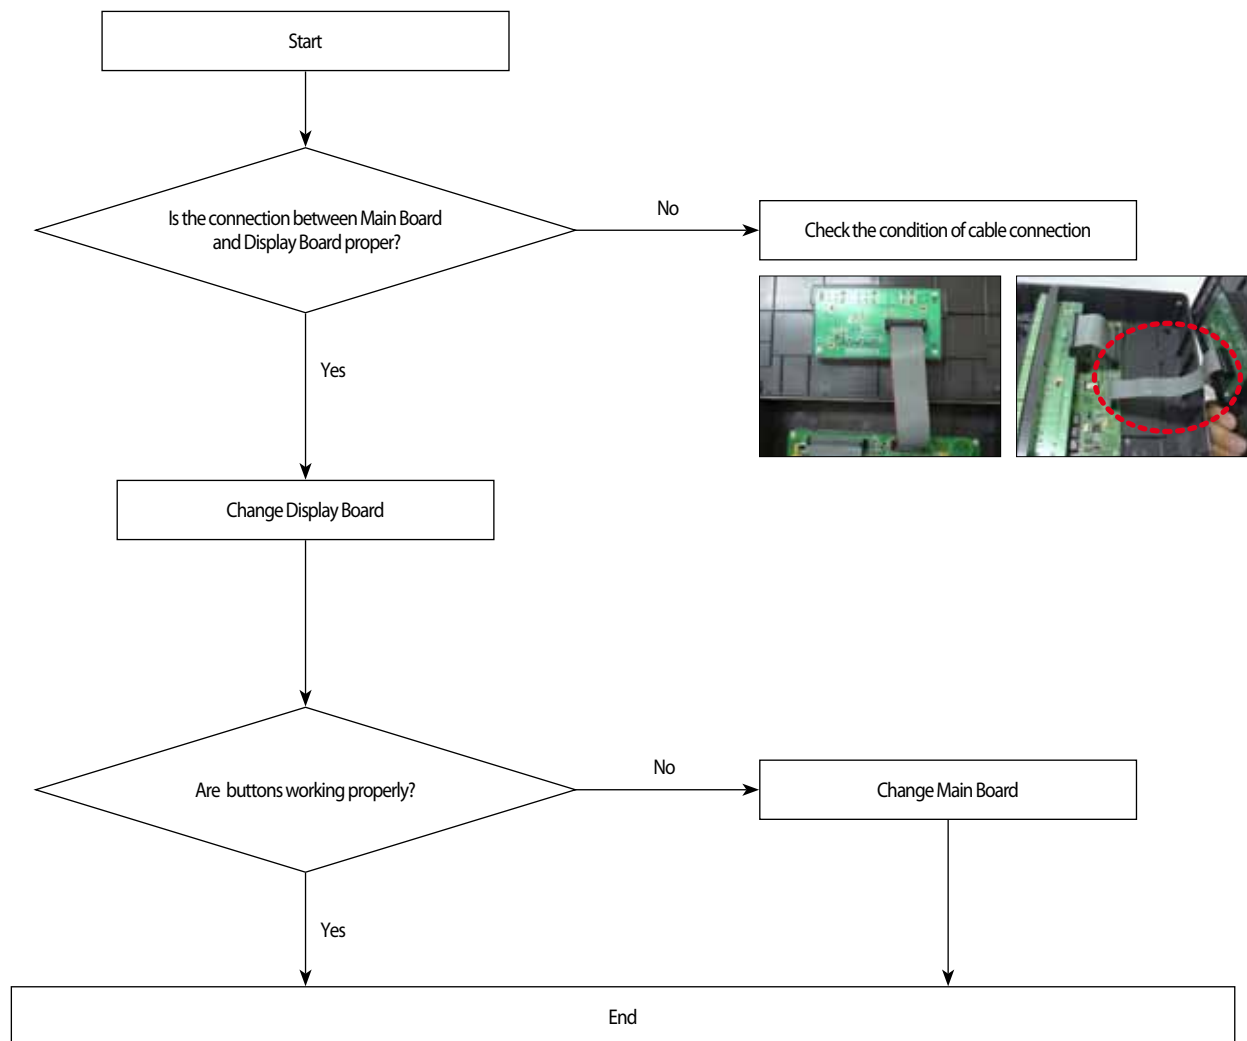 Start
Is the connection between Main Board
and Display Board proper?
No
Check the condition of cable connection
Yes
Change Display Board
Are buttons working properly?
No
Change Main Board
Yes
End